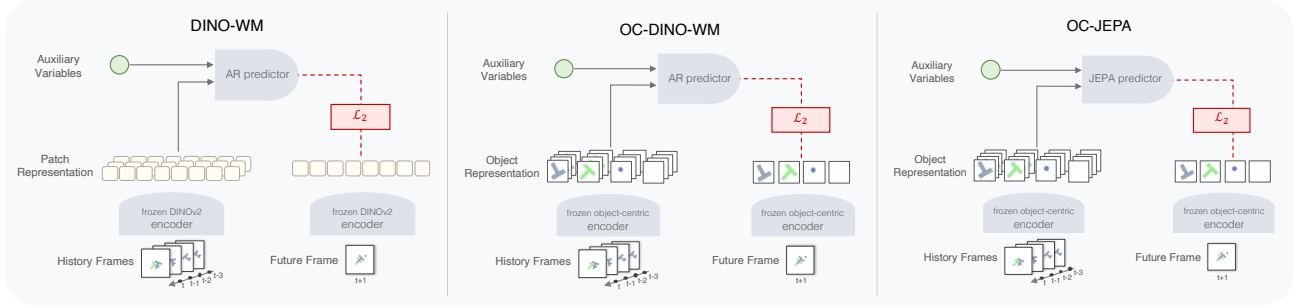 DINO-WM
Auxiliary
Variables
AR predictor
ℒ₂
Patch
Representation
frozen DINOv2
encoder
frozen DINOv2
encoder
History Frames
t t-1 t-2 t-3
Future Frame
t+1
OC-DINO-WM
Auxiliary
Variables
AR predictor
ℒ₂
Object
Representation
frozen object-centric
encoder
frozen object-centric
encoder
History Frames
t t-1 t-2 t-3
Future Frame
t+1
OC-JEPA
Auxiliary
Variables
JEPA predictor
ℒ₂
Object
Representation
frozen object-centric
encoder
frozen object-centric
encoder
History Frames
t t-1 t-2 t-3
Future Frame
t+1